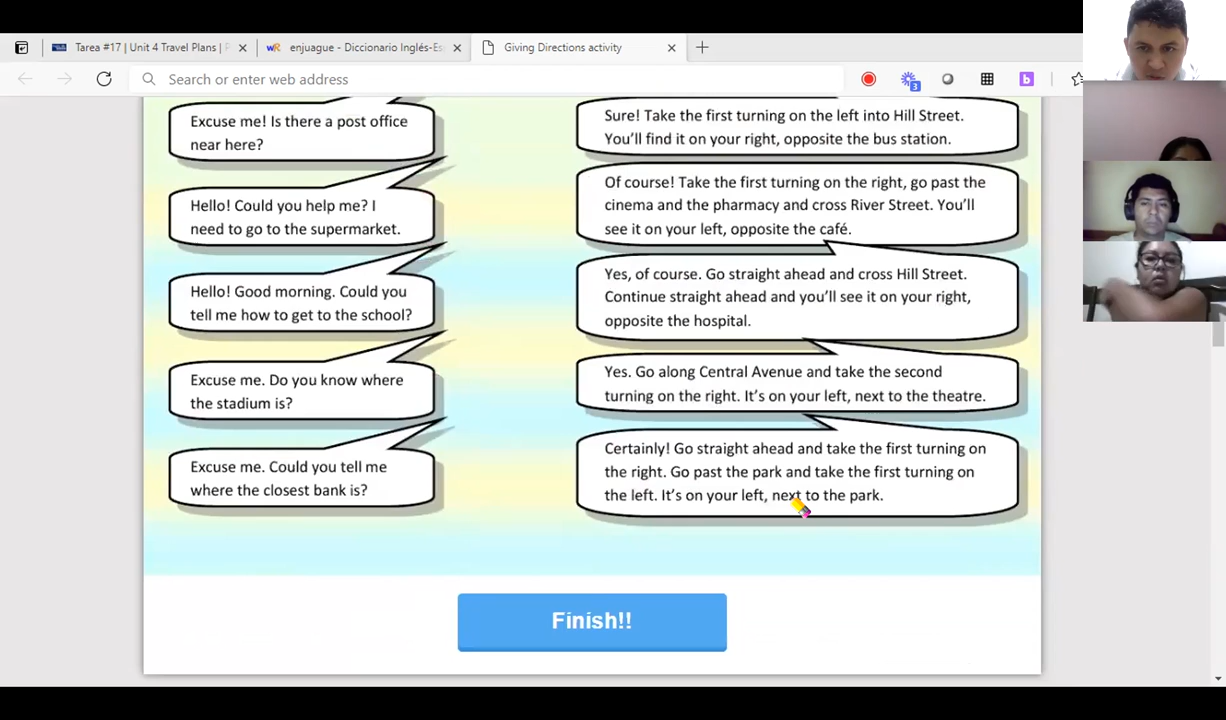 Tarea #17 | Unit 4 Travel Plans |
wR
enjuague - Diccionario Inglés-Es
Giving Directions activity
Search or enter web address
3
b
Excuse me! Is there a post office
near here?
Hello! Could you help me? I
need to go to the supermarket.
Hello! Good morning. Could you
tell me how to get to the school?
Excuse me. Do you know where
the stadium is?
Excuse me. Could you tell me
where the closest bank is?
Sure! Take the first turning on the left into Hill Street.
You'll find it on your right, opposite the bus station.
Of course! Take the first turning on the right, go past the
cinema and the pharmacy and cross River Street. You'll
see it on your left, opposite the café.
Yes, of course. Go straight ahead and cross Hill Street.
Continue straight ahead and you'll see it on your right,
opposite the hospital.
Yes. Go along Central Avenue and take the second
turning on the right. It's on your left, next to the theatre.
Certainly! Go straight ahead and take the first turning on
the right. Go past the park and take the first turning on
the left. It's on your left, next to the park.
Finish!!